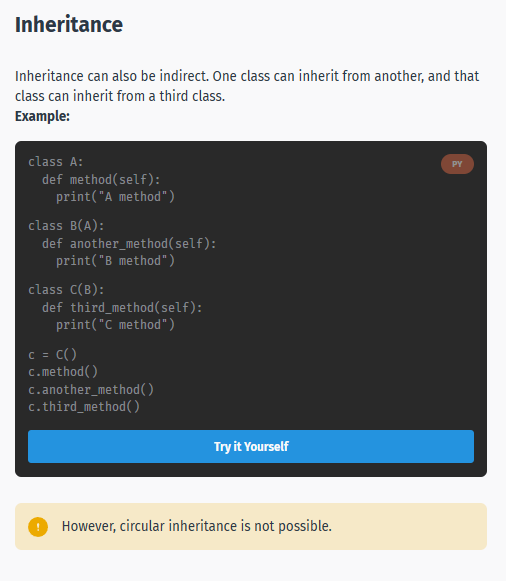 Inheritance
Inheritance can also be indirect. One class can inherit from another, and that
class can inherit from a third class.
Example:
PY
class A:
  def method(self):
    print("A method")
class B(A):
  def another_method(self):
    print("B method")
class C(B):
  def third_method(self):
    print("C method")
c = C()
c.method()
c.another_method()
c.third_method()
Try it Yourself
!
However, circular inheritance is not possible.